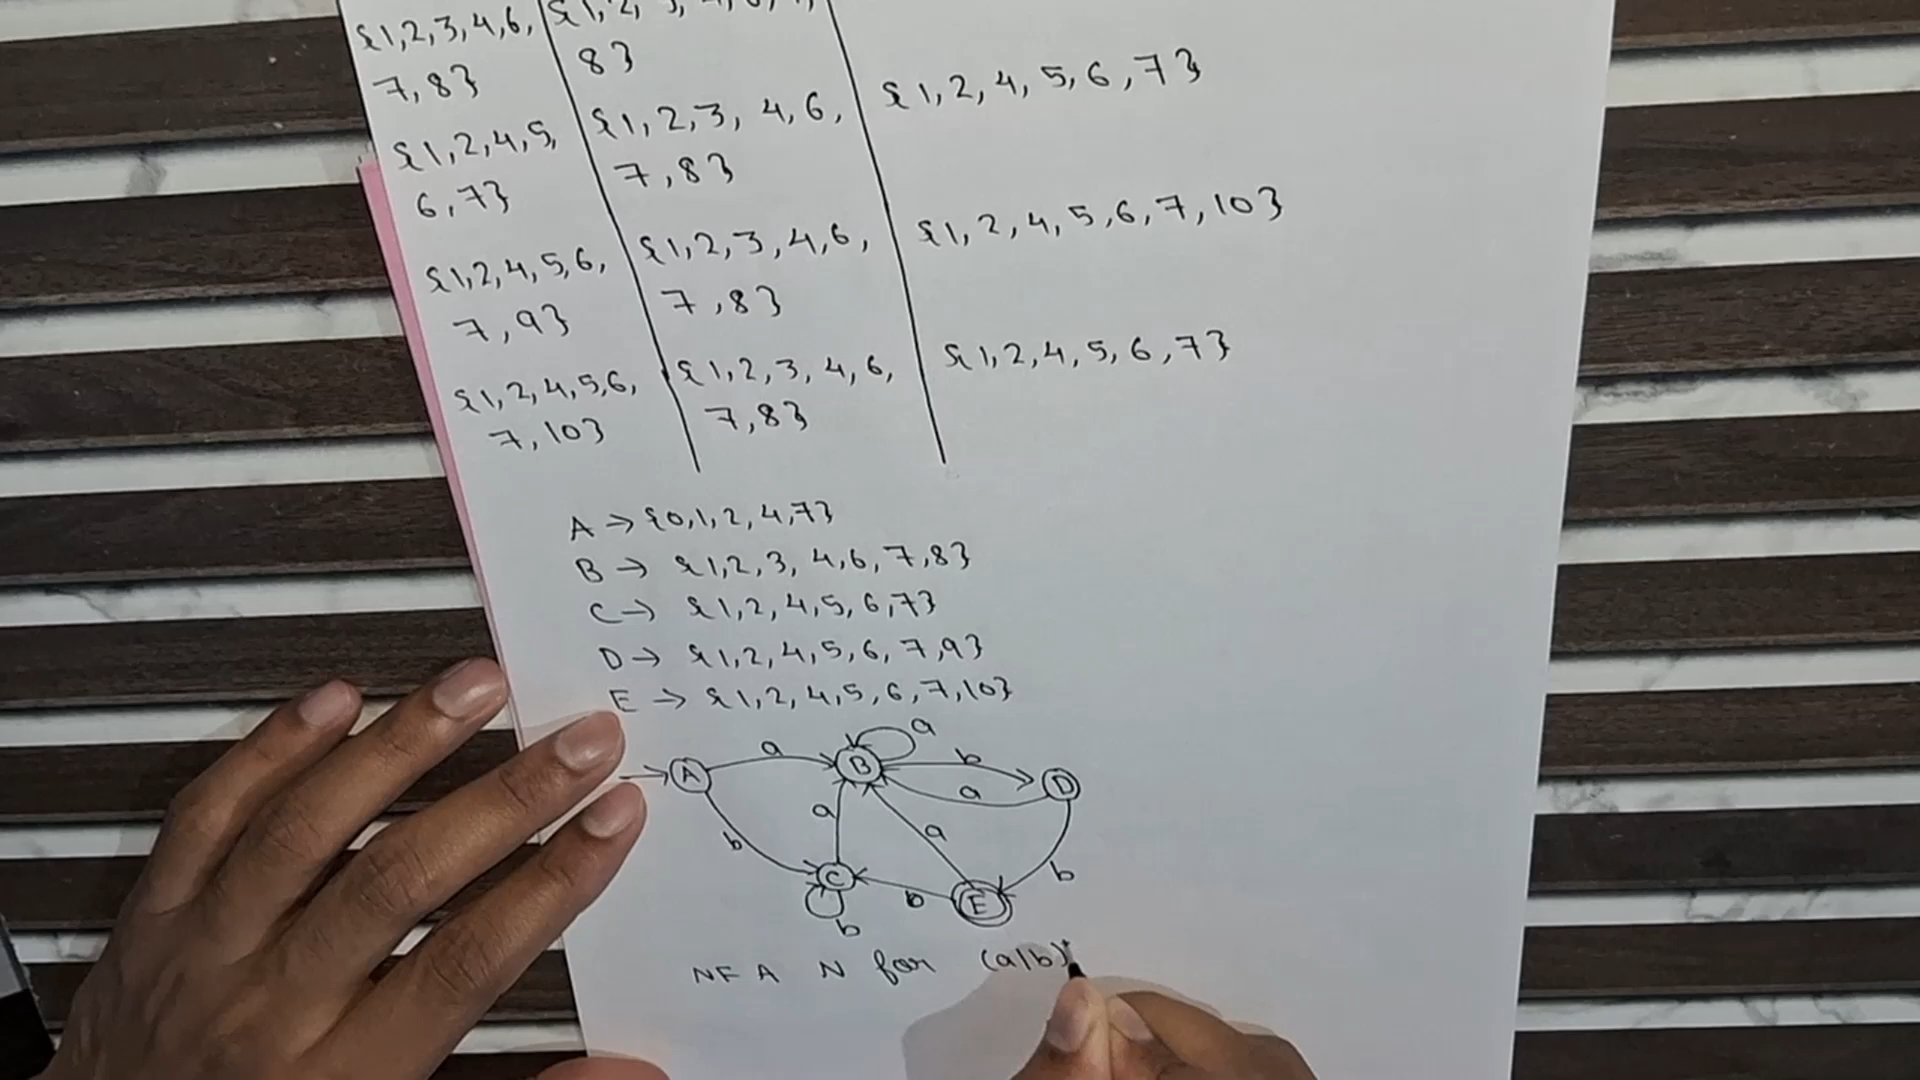 {1,2,3,4,6,
7,8}
8}
{1,2,4,5,
6,7}
{1,2,3,4,6,
7,8}
{1,2,4,5,6,7}
{1,2,4,5,6,
7,9}
{1,2,3,4,6,
7,8}
{1,2,4,5,6,7,10}
{1,2,4,5,6,
7,10}
{1,2,3,4,6,
7,8}
{1,2,4,5,6,7}
A → {0,1,2,4,7}
B → {1,2,3,4,6,7,8}
C → {1,2,4,5,6,7}
D → {1,2,4,5,6,7,9}
E → {1,2,4,5,6,7,10}
a
a
b
A
B
D
a
a
a
b
b
C
b
E
b
NFA N for (a|b)*